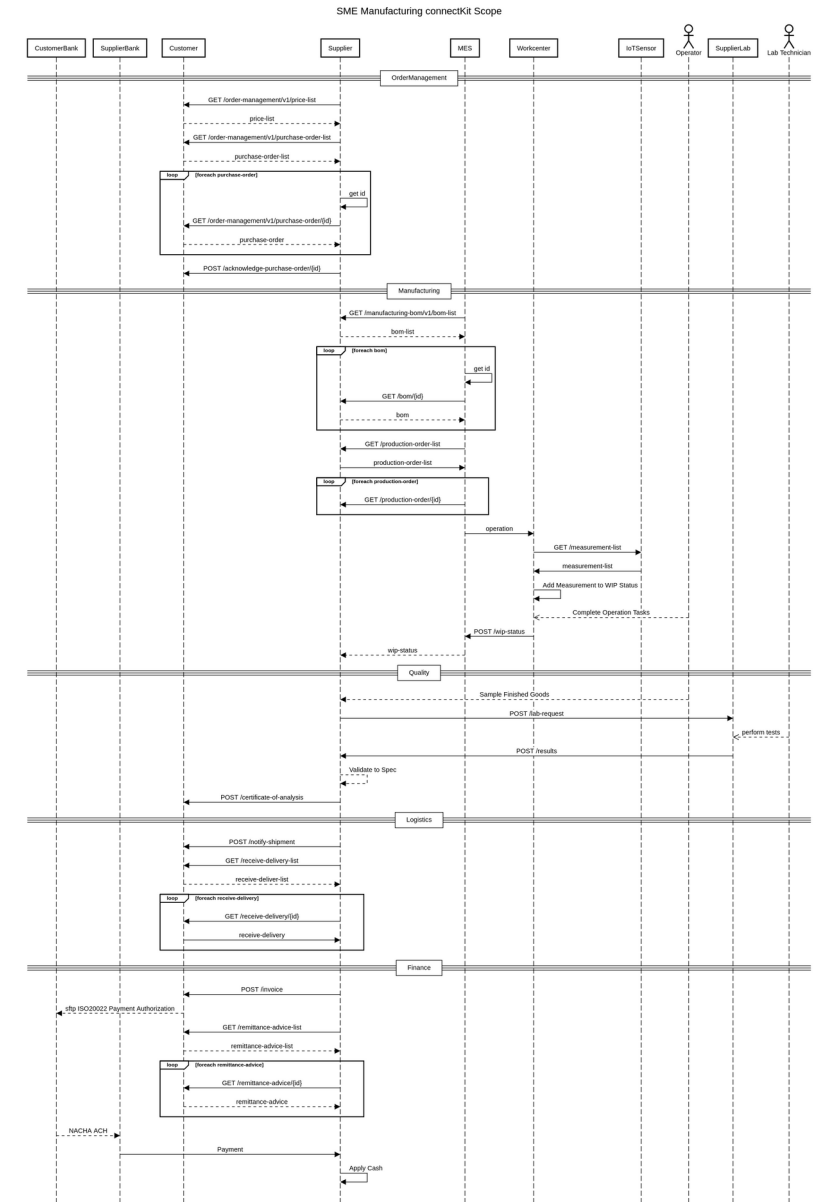 SME Manufacturing connectKit Scope
CustomerBank
SupplierBank
Customer
Supplier
MES
Workcenter
IoTSensor
Operator
SupplierLab
Lab Technician
OrderManagement
GET /order-management/v1/price-list
price-list
GET /order-management/v1/purchase-order-list
purchase-order-list
loop [foreach purchase-order]
get id
GET /order-management/v1/purchase-order/{id}
purchase-order
POST /acknowledge-purchase-order/{id}
Manufacturing
GET /manufacturing-bom/v1/bom-list
bom-list
loop [foreach bom]
get id
GET /bom/{id}
bom
GET /production-order-list
production-order-list
loop [foreach production-order]
GET /production-order/{id}
operation
GET /measurement-list
measurement-list
Add Measurement to WIP Status
Complete Operation Tasks
POST /wip-status
wip-status
Quality
Sample Finished Goods
POST /lab-request
perform tests
POST /results
Validate to Spec
POST /certificate-of-analysis
Logistics
POST /notify-shipment
GET /receive-delivery-list
receive-deliver-list
loop [foreach receive-delivery]
GET /receive-delivery/{id}
receive-delivery
Finance
POST /invoice
sftp ISO20022 Payment Authorization
GET /remittance-advice-list
remittance-advice-list
loop [foreach remittance-advice]
GET /remittance-advice/{id}
remittance-advice
NACHA ACH
Payment
Apply Cash